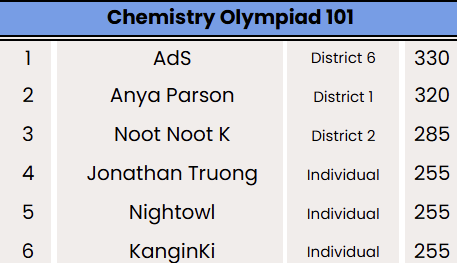 Chemistry Olympiad 101
1 AdS District 6 330
2 Anya Parson District 1 320
3 Noot Noot K District 2 285
4 Jonathan Truong Individual 255
5 Nightowl Individual 255
6 KanginKi Individual 255